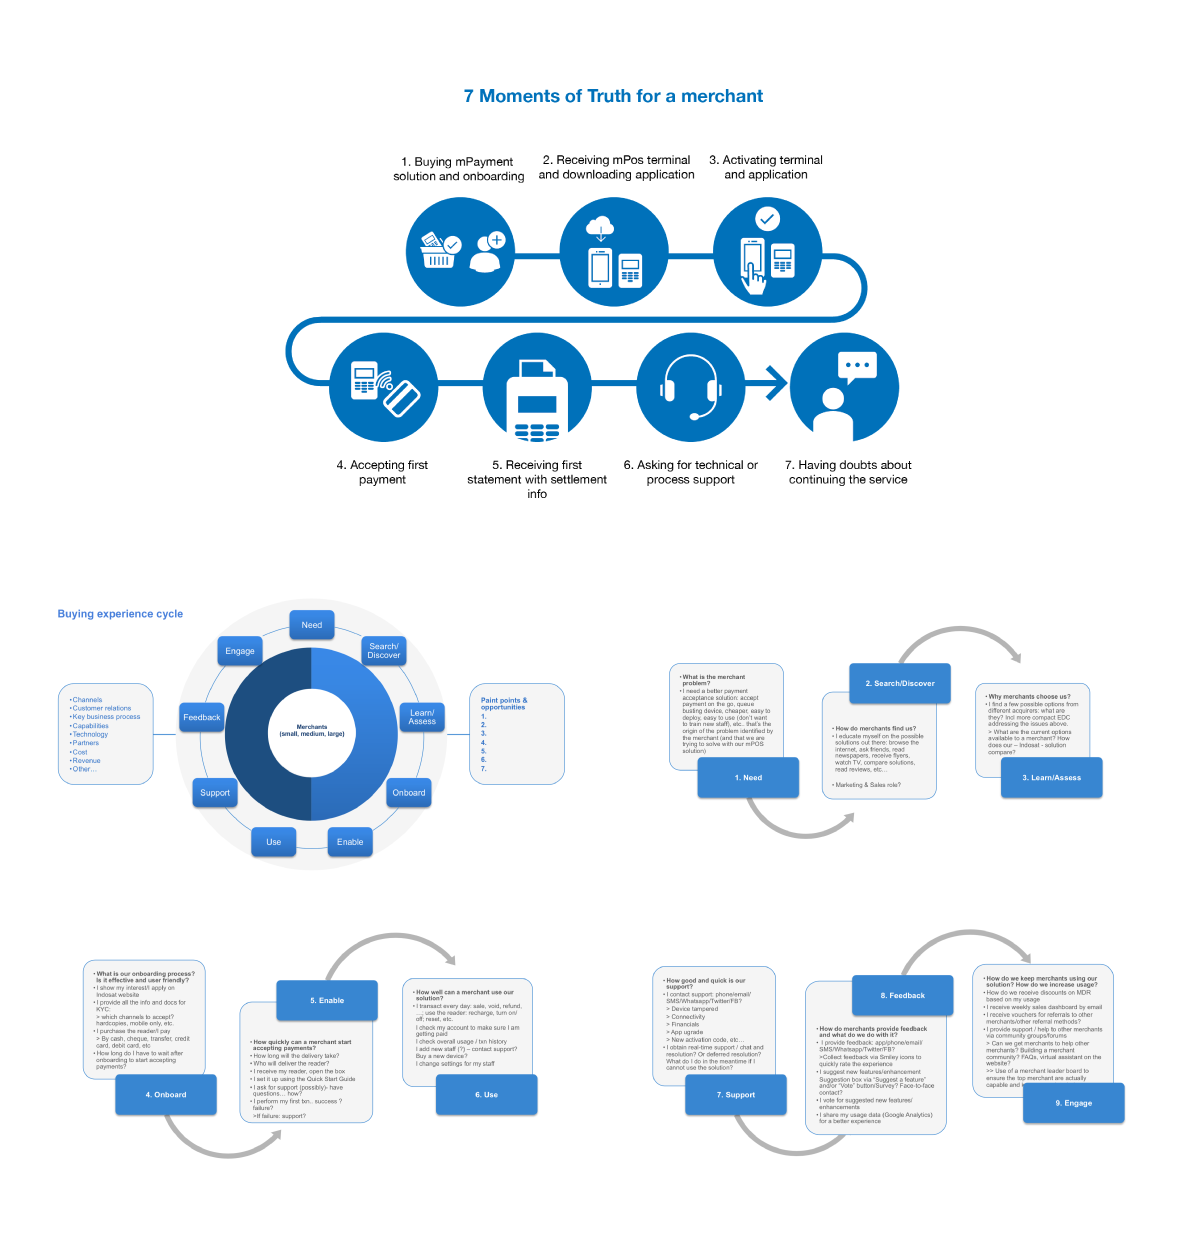 7 Moments of Truth for a merchant
1. Buying mPayment
solution and onboarding
2. Receiving mPos terminal
and downloading application
3. Activating terminal
and application
4. Accepting first
payment
5. Receiving first
statement with settlement
info
6. Asking for technical or
process support
7. Having doubts about
continuing the service
Buying experience cycle
Need
Search/
Discover
Learn/
Assess
Onboard
Enable
Use
Support
Feedback
Engage
Merchants
(small, medium, large)
•Channels
•Customer relations
•Key business process
•Capabilities
•Technology
•Partners
•Cost
•Revenue
•Other…
Paint points &
opportunities
1.
2.
3.
4.
5.
6.
7.
• What is the merchant
problem?
• I need a better payment
acceptance solution: accept
payment on the go, queue
busting device, cheaper, easy to
deploy, easy to use (don't want
to train new staff), etc.. that's the
origin of the problem identified by
the merchant (and that we are
trying to solve with our mPOS
solution)
1. Need
2. Search/Discover
• How do merchants find us?
• I educate myself on the possible
solutions out there: browse the
internet, ask friends, read
newspapers, receive flyers,
watch TV, compare solutions,
read reviews, etc…
• Marketing & Sales role?
• Why merchants choose us?
• I find a few possible options from
different acquirers: what are
they? Incl more compact EDC
addressing the issues above.
> What are the current options
available to a merchant? How
does our – Indosat - solution
compare?
3. Learn/Assess
• What is our onboarding process?
Is it effective and user friendly?
• I show my interest/I apply on
Indosat website
• I provide all the info and docs for
KYC:
> which channels to accept?
hardcopies, mobile only, etc.
• I purchase the reader/I pay
> By cash, cheque, transfer, credit
card, debit card, etc
• How long do I have to wait after
onboarding to start accepting
payments?
4. Onboard
5. Enable
• How quickly can a merchant start
accepting payments?
• How long will the delivery take?
• Who will deliver the reader?
• I receive my reader, open the box
• I set it up using the Quick Start Guide
• I ask for support (possibly)- have
questions… how?
• I perform my first txn.. success ?
failure?
>If failure: support?
• How well can a merchant use our
solution?
• I transact every day: sale, void, refund,
…; use the reader: recharge, turn on/
off; reset, etc.
I check my account to make sure I am
getting paid
I check overall usage / txn history
I add new staff (?) – contact support?
Buy a new device?
I change settings for my staff
6. Use
• How good and quick is our
support?
• I contact support: phone/email/
SMS/Whatsapp/Twitter/FB?
> Device tampered
> Connectivity
> Financials
> App ugrade
> New activation code, etc…
• I obtain real-time support / chat and
resolution? Or deferred resolution?
What do I do in the meantime if I
cannot use the solution?
7. Support
8. Feedback
• How do merchants provide feedback
and what do we do with it?
• I provide feedback: app/phone/email/
SMS/Whatsapp/Twitter/FB?
>Collect feedback via Smiley icons to
quickly rate the experience
• I suggest new features/enhancement
Suggestion box via "Suggest a feature"
and/or "Vote" button/Survey? Face-to-face
contact?
• I vote for suggested new features/
enhancements
• I share my usage data (Google Analytics)
for a better experience
• How do we keep merchants using our
solution? How do we increase usage?
• How do we receive discounts on MDR
based on my usage
• I receive weekly sales dashboard by email
• I receive vouchers for referrals to other
merchants/other referral methods?
• I provide support / help to other merchants
via community groups/forums
> Can we get merchants to help other
merchants? Building a merchant
community? FAQs, virtual assistant on the
website?
>> Use of a merchant leader board to
ensure the top merchant are actually
capable and
9. Engage